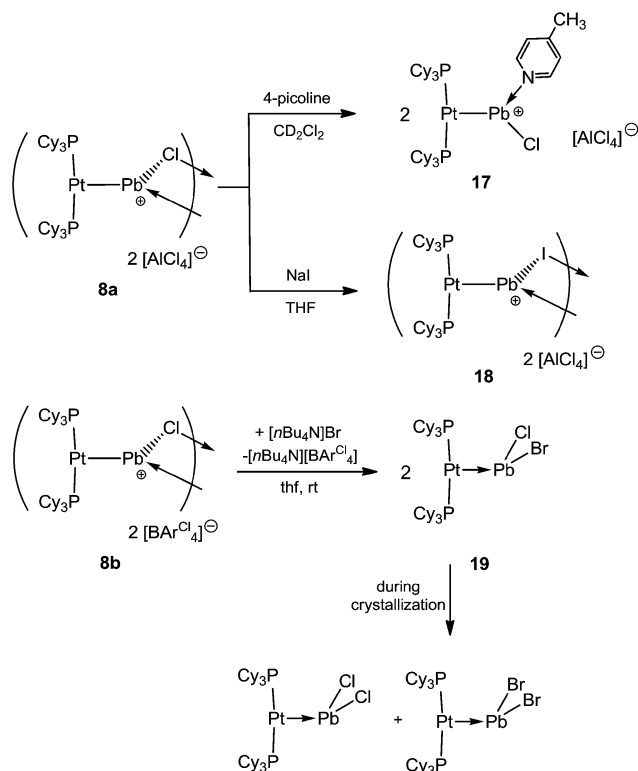 Cy₃P
Pt
Cy₃P
Pb
⊕
Cl
2 [AlCl₄]⊖
8a
4-picoline
CD₂Cl₂
2
Cy₃P
Pt
Cy₃P
Pb
⊕
N
CH₃
Cl
[AlCl₄]⊖
17
NaI
THF
Cy₃P
Pt
Cy₃P
Pb
⊕
I
2 [AlCl₄]⊖
18
Cy₃P
Pt
Cy₃P
Pb
⊕
Cl
2 [BArᶜˡ₄]⊖
8b
+ [nBu₄N]Br
-[nBu₄N][BArᶜˡ₄]
thf, rt
2
Cy₃P
Pt
Cy₃P
Pb
Cl
Br
19
during
crystallization
Cy₃P
Pt
Cy₃P
Pb
Cl
Cl
+
Cy₃P
Pt
Cy₃P
Pb
Br
Br